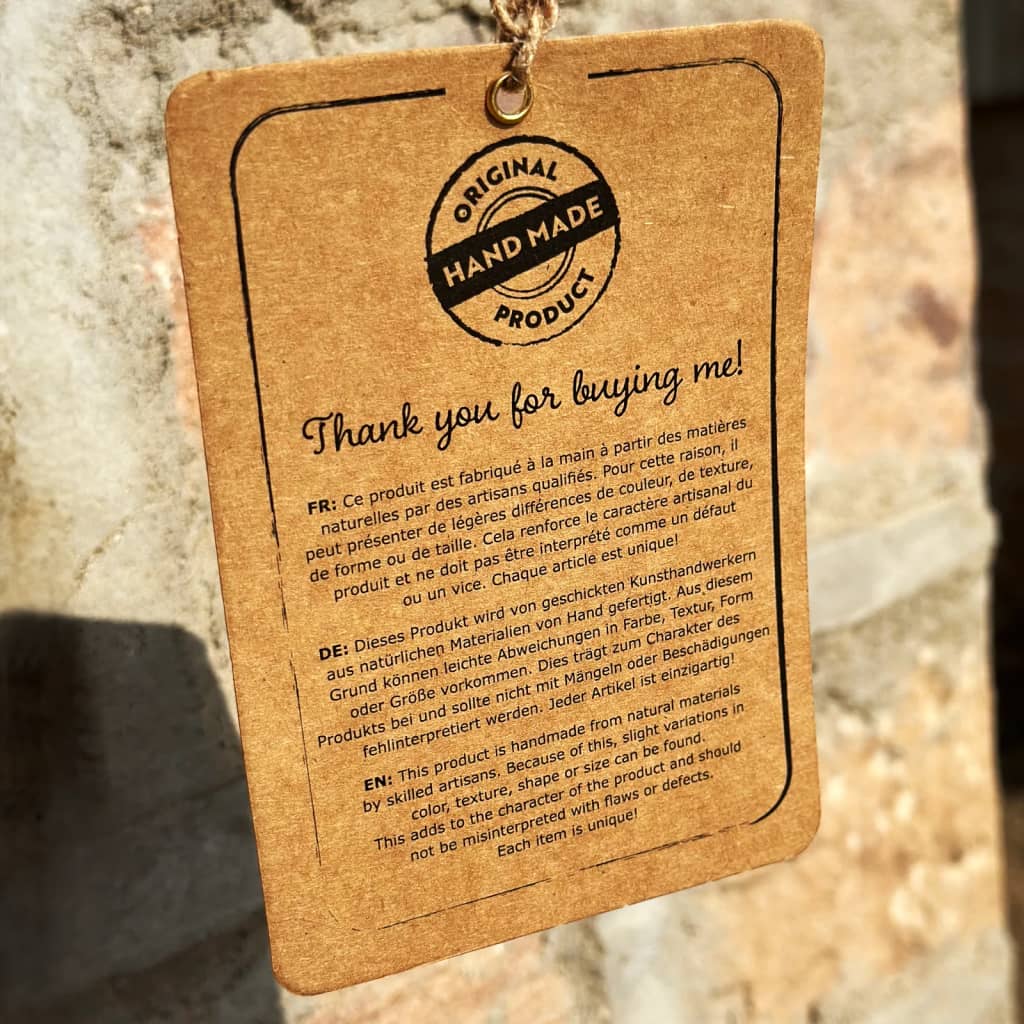 ORIGINAL
HAND MADE
PRODUCT
Thank you for buying me!
FR: Ce produit est fabriqué à la main à partir des matières
naturelles par des artisans qualifiés. Pour cette raison, il
peut présenter de légères différences de couleur, de texture,
de forme ou de taille. Cela renforce le caractère artisanal du
produit et ne doit pas être interprété comme un défaut
ou un vice. Chaque article est unique!
DE: Dieses Produkt wird von geschickten Kunsthandwerkern
aus natürlichen Materialien von Hand gefertigt. Aus diesem
Grund können leichte Abweichungen in Farbe, Textur, Form
oder Größe vorkommen. Dies trägt zum Charakter des
Produkts bei und sollte nicht mit Mängeln oder Beschädigungen
fehlinterpretiert werden. Jeder Artikel ist einzigartig!
EN: This product is handmade from natural materials
by skilled artisans. Because of this, slight variations in
color, texture, shape or size can be found.
This adds to the character of the product and should
not be misinterpreted with flaws or defects.
Each item is unique!